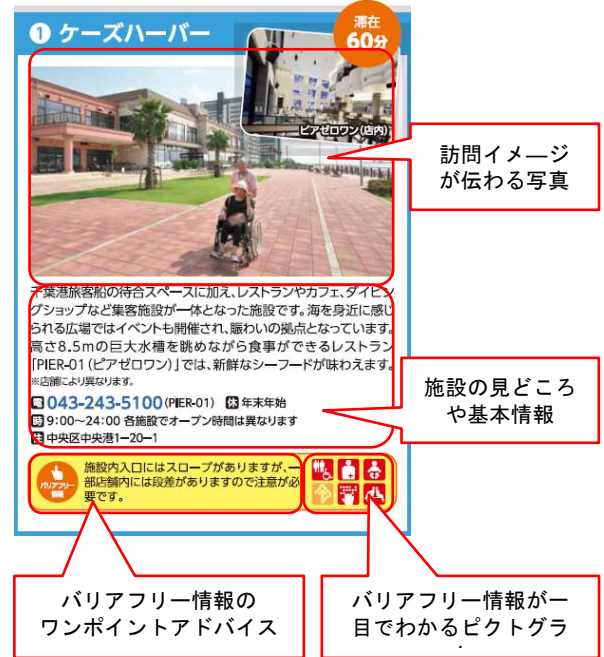 ❶ ケーズハーバー
滞在
60分
ピアゼロワン(店内)
訪問イメ―ジ
が伝わる写真
千葉港旅客船の待合スペースに加え、レストランやカフェ、ダイビン
グショップなど集客施設が一体となった施設です。海を身近に感じ
られる広場ではイベントも開催され、賑わいの拠点となっています。
高さ8.5mの巨大水槽を眺めながら食事ができるレストラン
「PIER-01(ピアゼロワン)」では、新鮮なシーフードが味わえます。
※店舗により異なります。
電 043-243-5100(PIER-01) 休 年末年始
時 9:00〜24:00 各施設でオープン時間は異なります
住 中央区中央港1−20−1
施設の見どころ
や基本情報
バリアフリー
情報
施設内入口にはスロープがありますが、一
部店舗内には段差がありますので注意が必
要です。
バリアフリー情報の
ワンポイントアドバイス
バリアフリー情報が一
目でわかるピクトグラ